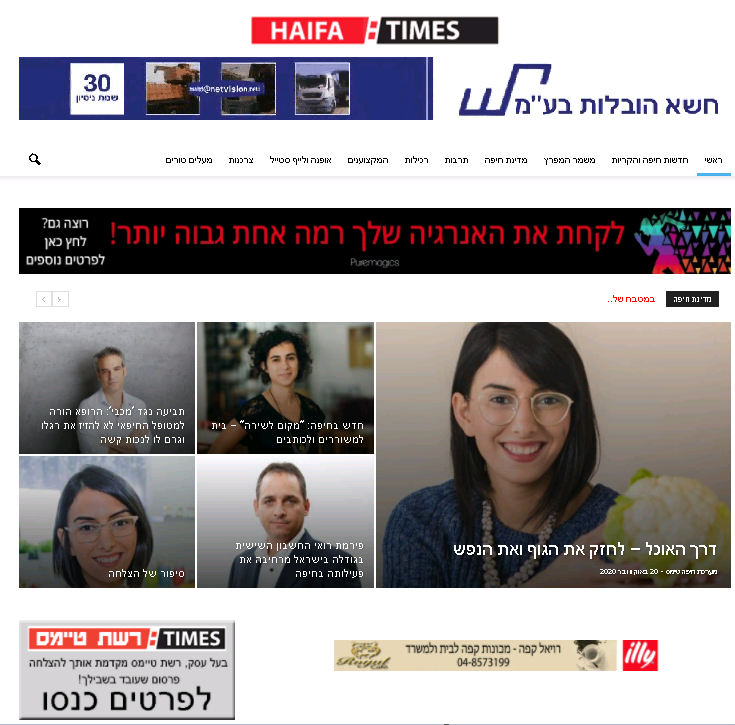 HAIFA TIMES
30
שנות ניסיון
חשא הובלות בע"מ
ראשי
חדשות חיפה והקריות
משמר המפרץ
מדינת חיפה
תרבות
רכילות
המקצוענים
אופנה ולייף סטייל
צרכנות
מעלים טורים
לקחת את האנרגיה שלך רמה אחת גבוה יותר!
רוצה גם?
לחץ כאן
לפרטים נוספים
Puremagics
מדינת חיפה
במטבח של..
דרך האוכל – לחזק את הגוף ואת הנפש
מערכת חיפה טיימס - 20 באוקטובר 2020
חדש בחיפה: "מקום לשירה" – בית
למשוררים ולכותבים
תביעה נגד 'מכבי': הרופא הורה
למטופל החיפאי לא להזיז את רגלו
וגרם לו לנכות קשה
פירמת רואי החשבון השישית
בגודלה בישראל מרחיבה את
פעילותה בחיפה
סיפור של הצלחה
רשת טיימס TIMES
בעל עסק, רשת טיימס מקדמת אותך להצלחה
פרסום שעובד בשבילך!
לפרטים כנסו
רויאל קפה - מכונות קפה לבית ולמשרד
04-8573199
Royal
illy